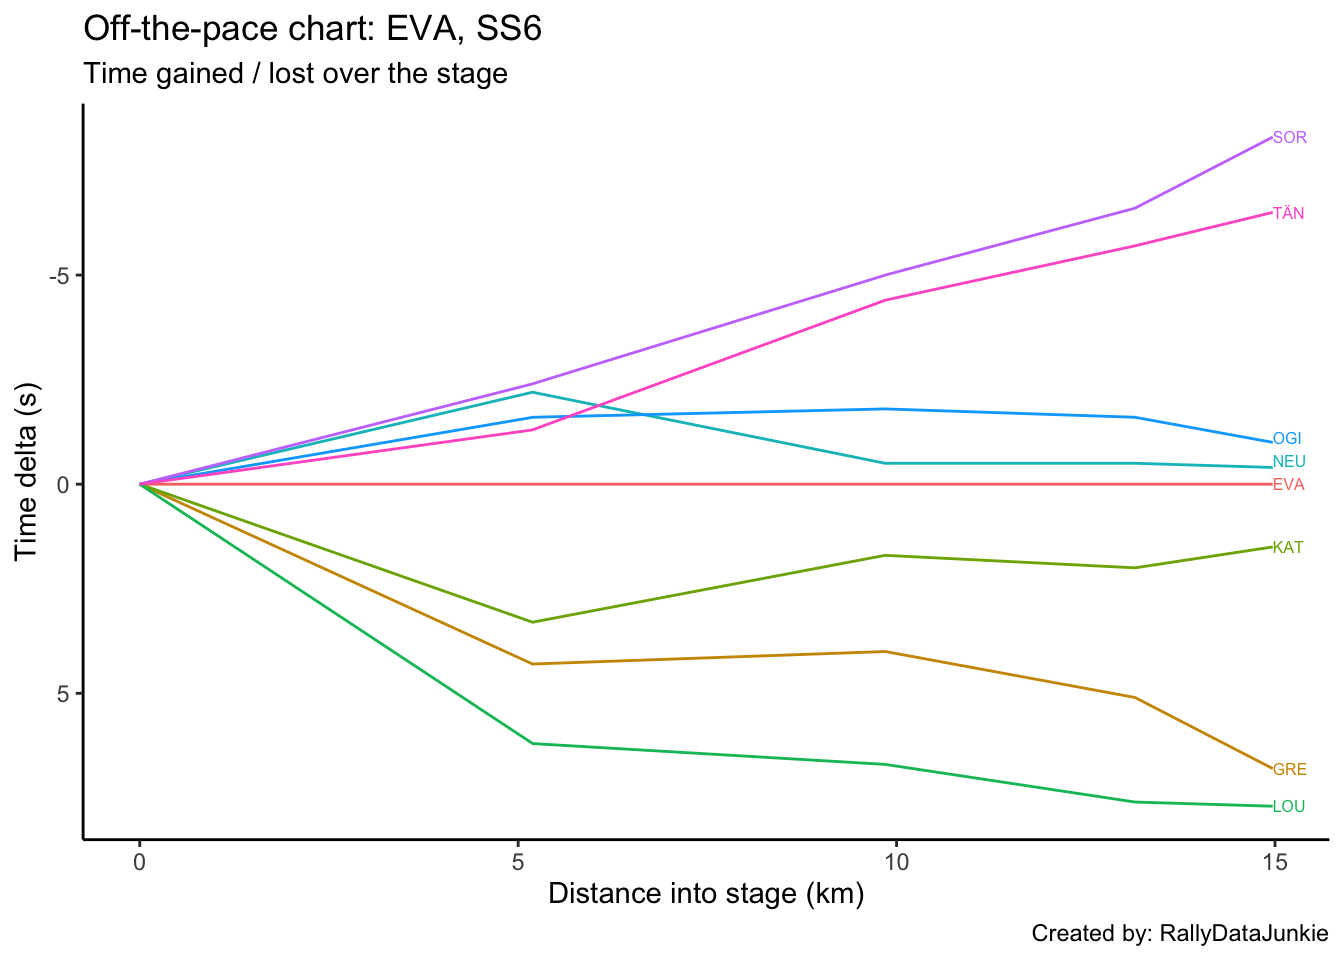 Off-the-pace chart: EVA, SS6
Time gained / lost over the stage
SOR
TÄN
-5
OGI
NEU
0
EVA
Time delta (s)
KAT
5
GRE
LOU
0 5 10 15
Distance into stage (km)
Created by: RallyDataJunkie